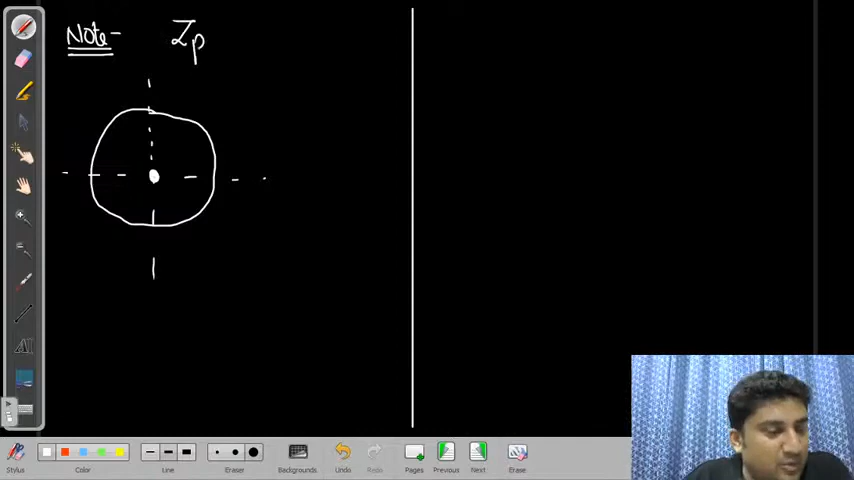 Note- Zp
Stylus
Color
Line
Eraser
Backgrounds
Undo
Redo
Pages
Previous
Next
Erase